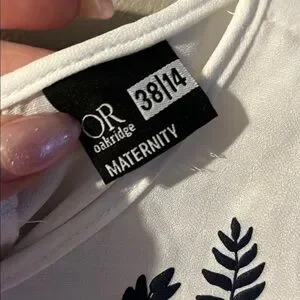 OR
oakridge
38|14
MATERNITY